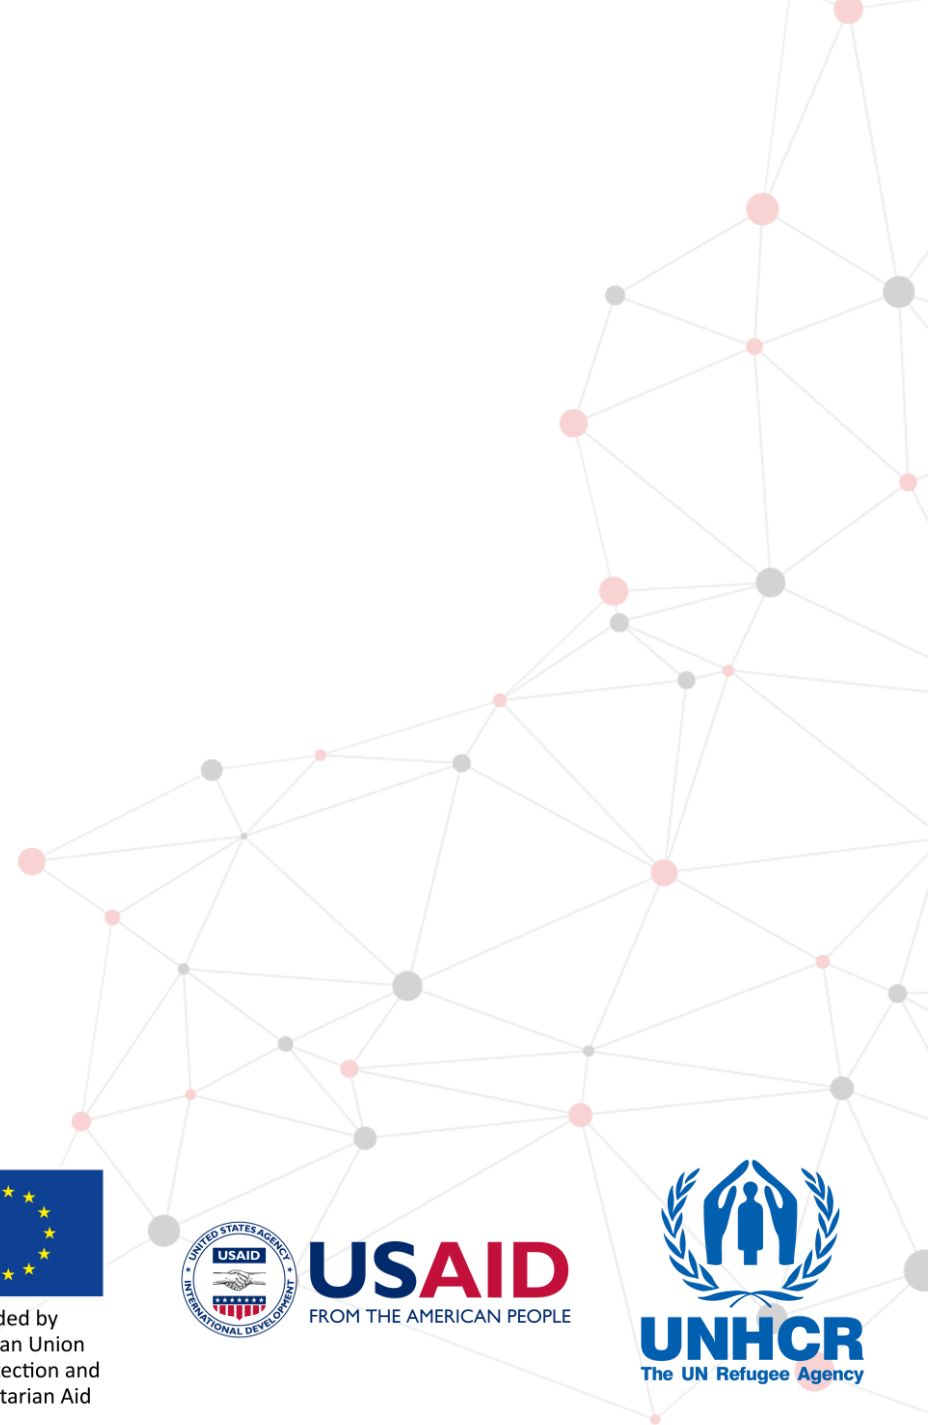 ded by
an Union
tection and
tarian Aid
UNITED STATES AGENCY
USAID
INTERNATIONAL DEVELOPMENT
USAID
FROM THE AMERICAN PEOPLE
UNHCR
The UN Refugee Agency